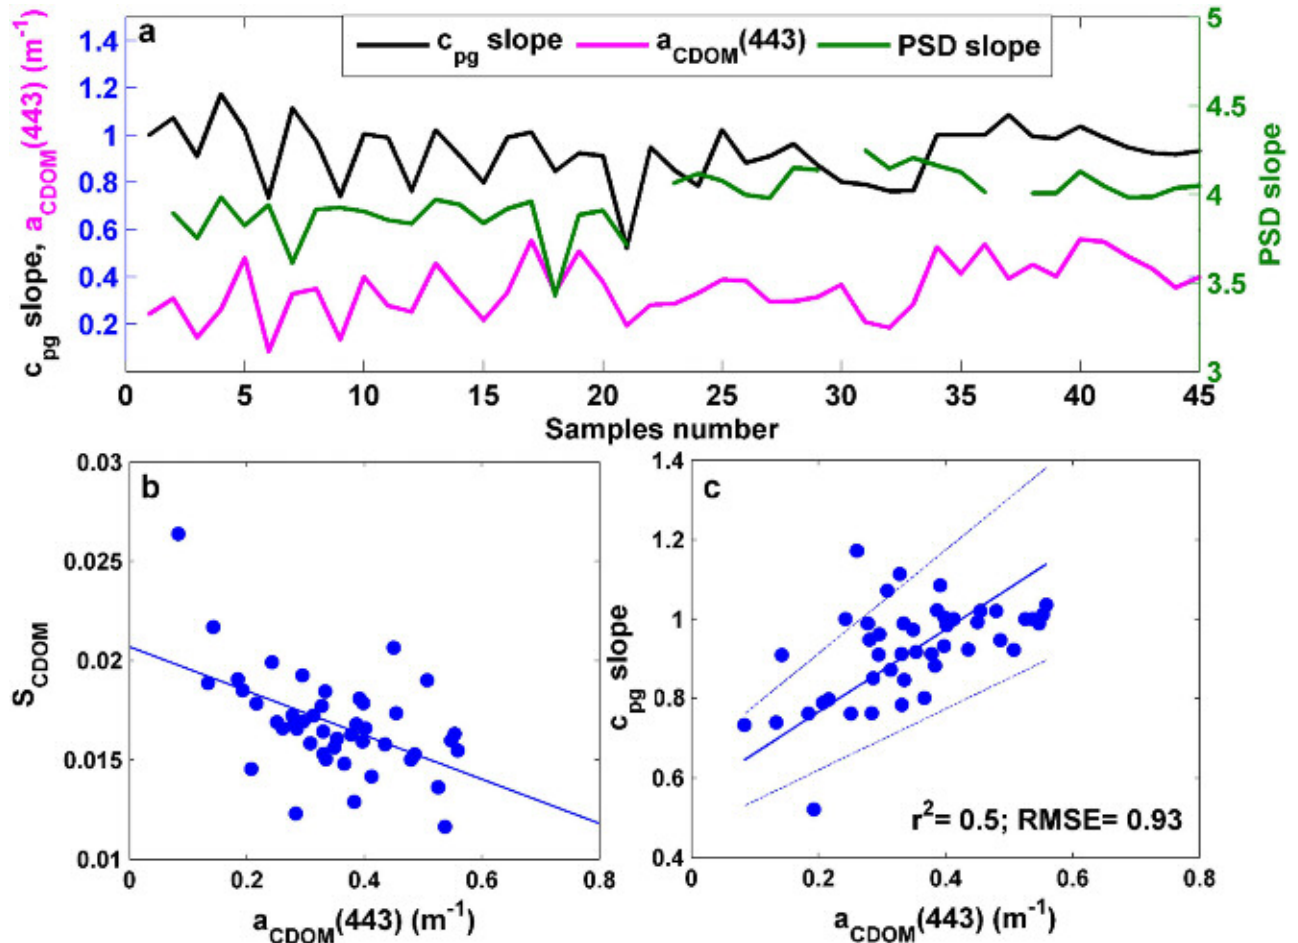 a
c_pg slope
a_CDOM(443)
PSD slope
c_pg slope, a_CDOM(443) (m^-1)
1.4
1.2
1
0.8
0.6
0.4
0.2
5
4.5
4
3.5
3
PSD slope
0 5 10 15 20 25 30 35 40 45
Samples number
b
S_CDOM
0.03
0.025
0.02
0.015
0.01
0 0.2 0.4 0.6 0.8
a_CDOM(443) (m^-1)
c
c_pg slope
1.4
1.2
1
0.8
0.6
0.4
r^2= 0.5; RMSE= 0.93
0.2 0.4 0.6 0.8
a_CDOM(443) (m^-1)